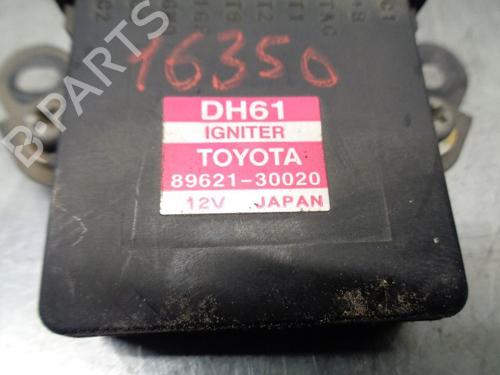 16350
DH61
IGNITER
TOYOTA
89621-30020
12V JAPAN
B-PARTS